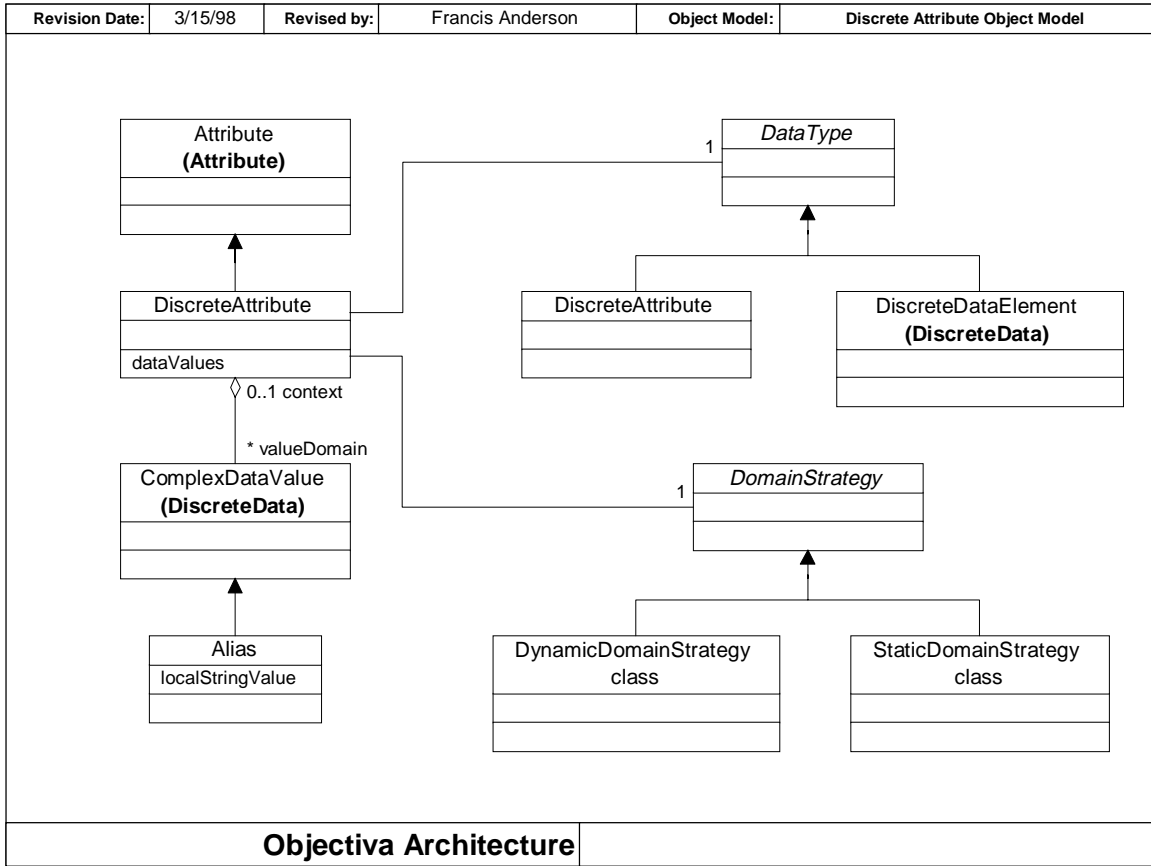 Revision Date: 3/15/98 Revised by: Francis Anderson Object Model: Discrete Attribute Object Model
Attribute
(Attribute)
DataType
1
DiscreteAttribute
dataValues
DiscreteAttribute
DiscreteDataElement
(DiscreteData)
0..1 context
* valueDomain
ComplexDataValue
(DiscreteData)
DomainStrategy
1
Alias
localStringValue
DynamicDomainStrategy
class
StaticDomainStrategy
class
Objectiva Architecture